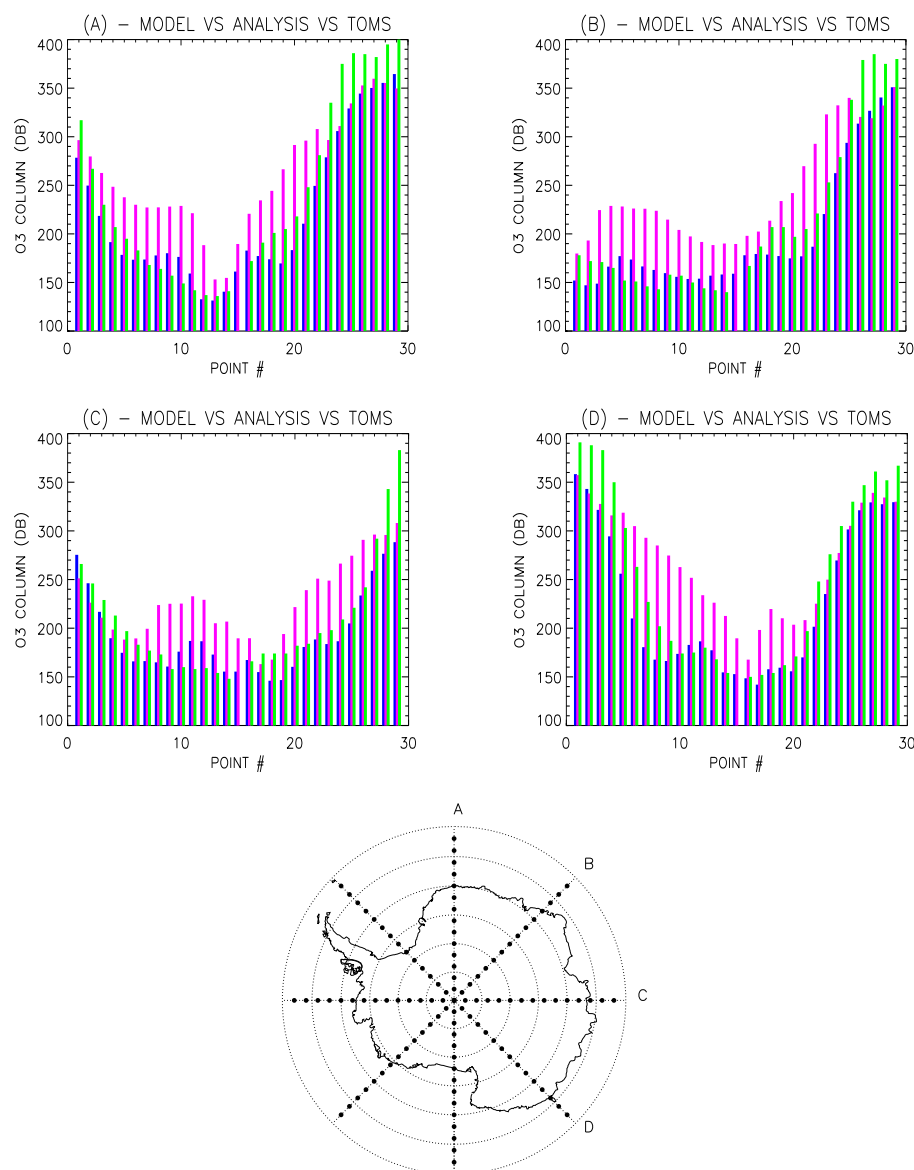 (A) – MODEL VS ANALYSIS VS TOMS
400
350
300
250
200
150
100
O3 COLUMN (DB)
0 10 20 30
POINT #
(B) – MODEL VS ANALYSIS VS TOMS
400
350
300
250
200
150
100
O3 COLUMN (DB)
0 10 20 30
POINT #
(C) – MODEL VS ANALYSIS VS TOMS
400
350
300
250
200
150
100
O3 COLUMN (DB)
0 10 20 30
POINT #
(D) – MODEL VS ANALYSIS VS TOMS
400
350
300
250
200
150
100
O3 COLUMN (DB)
0 10 20 30
POINT #
A
B
C
D